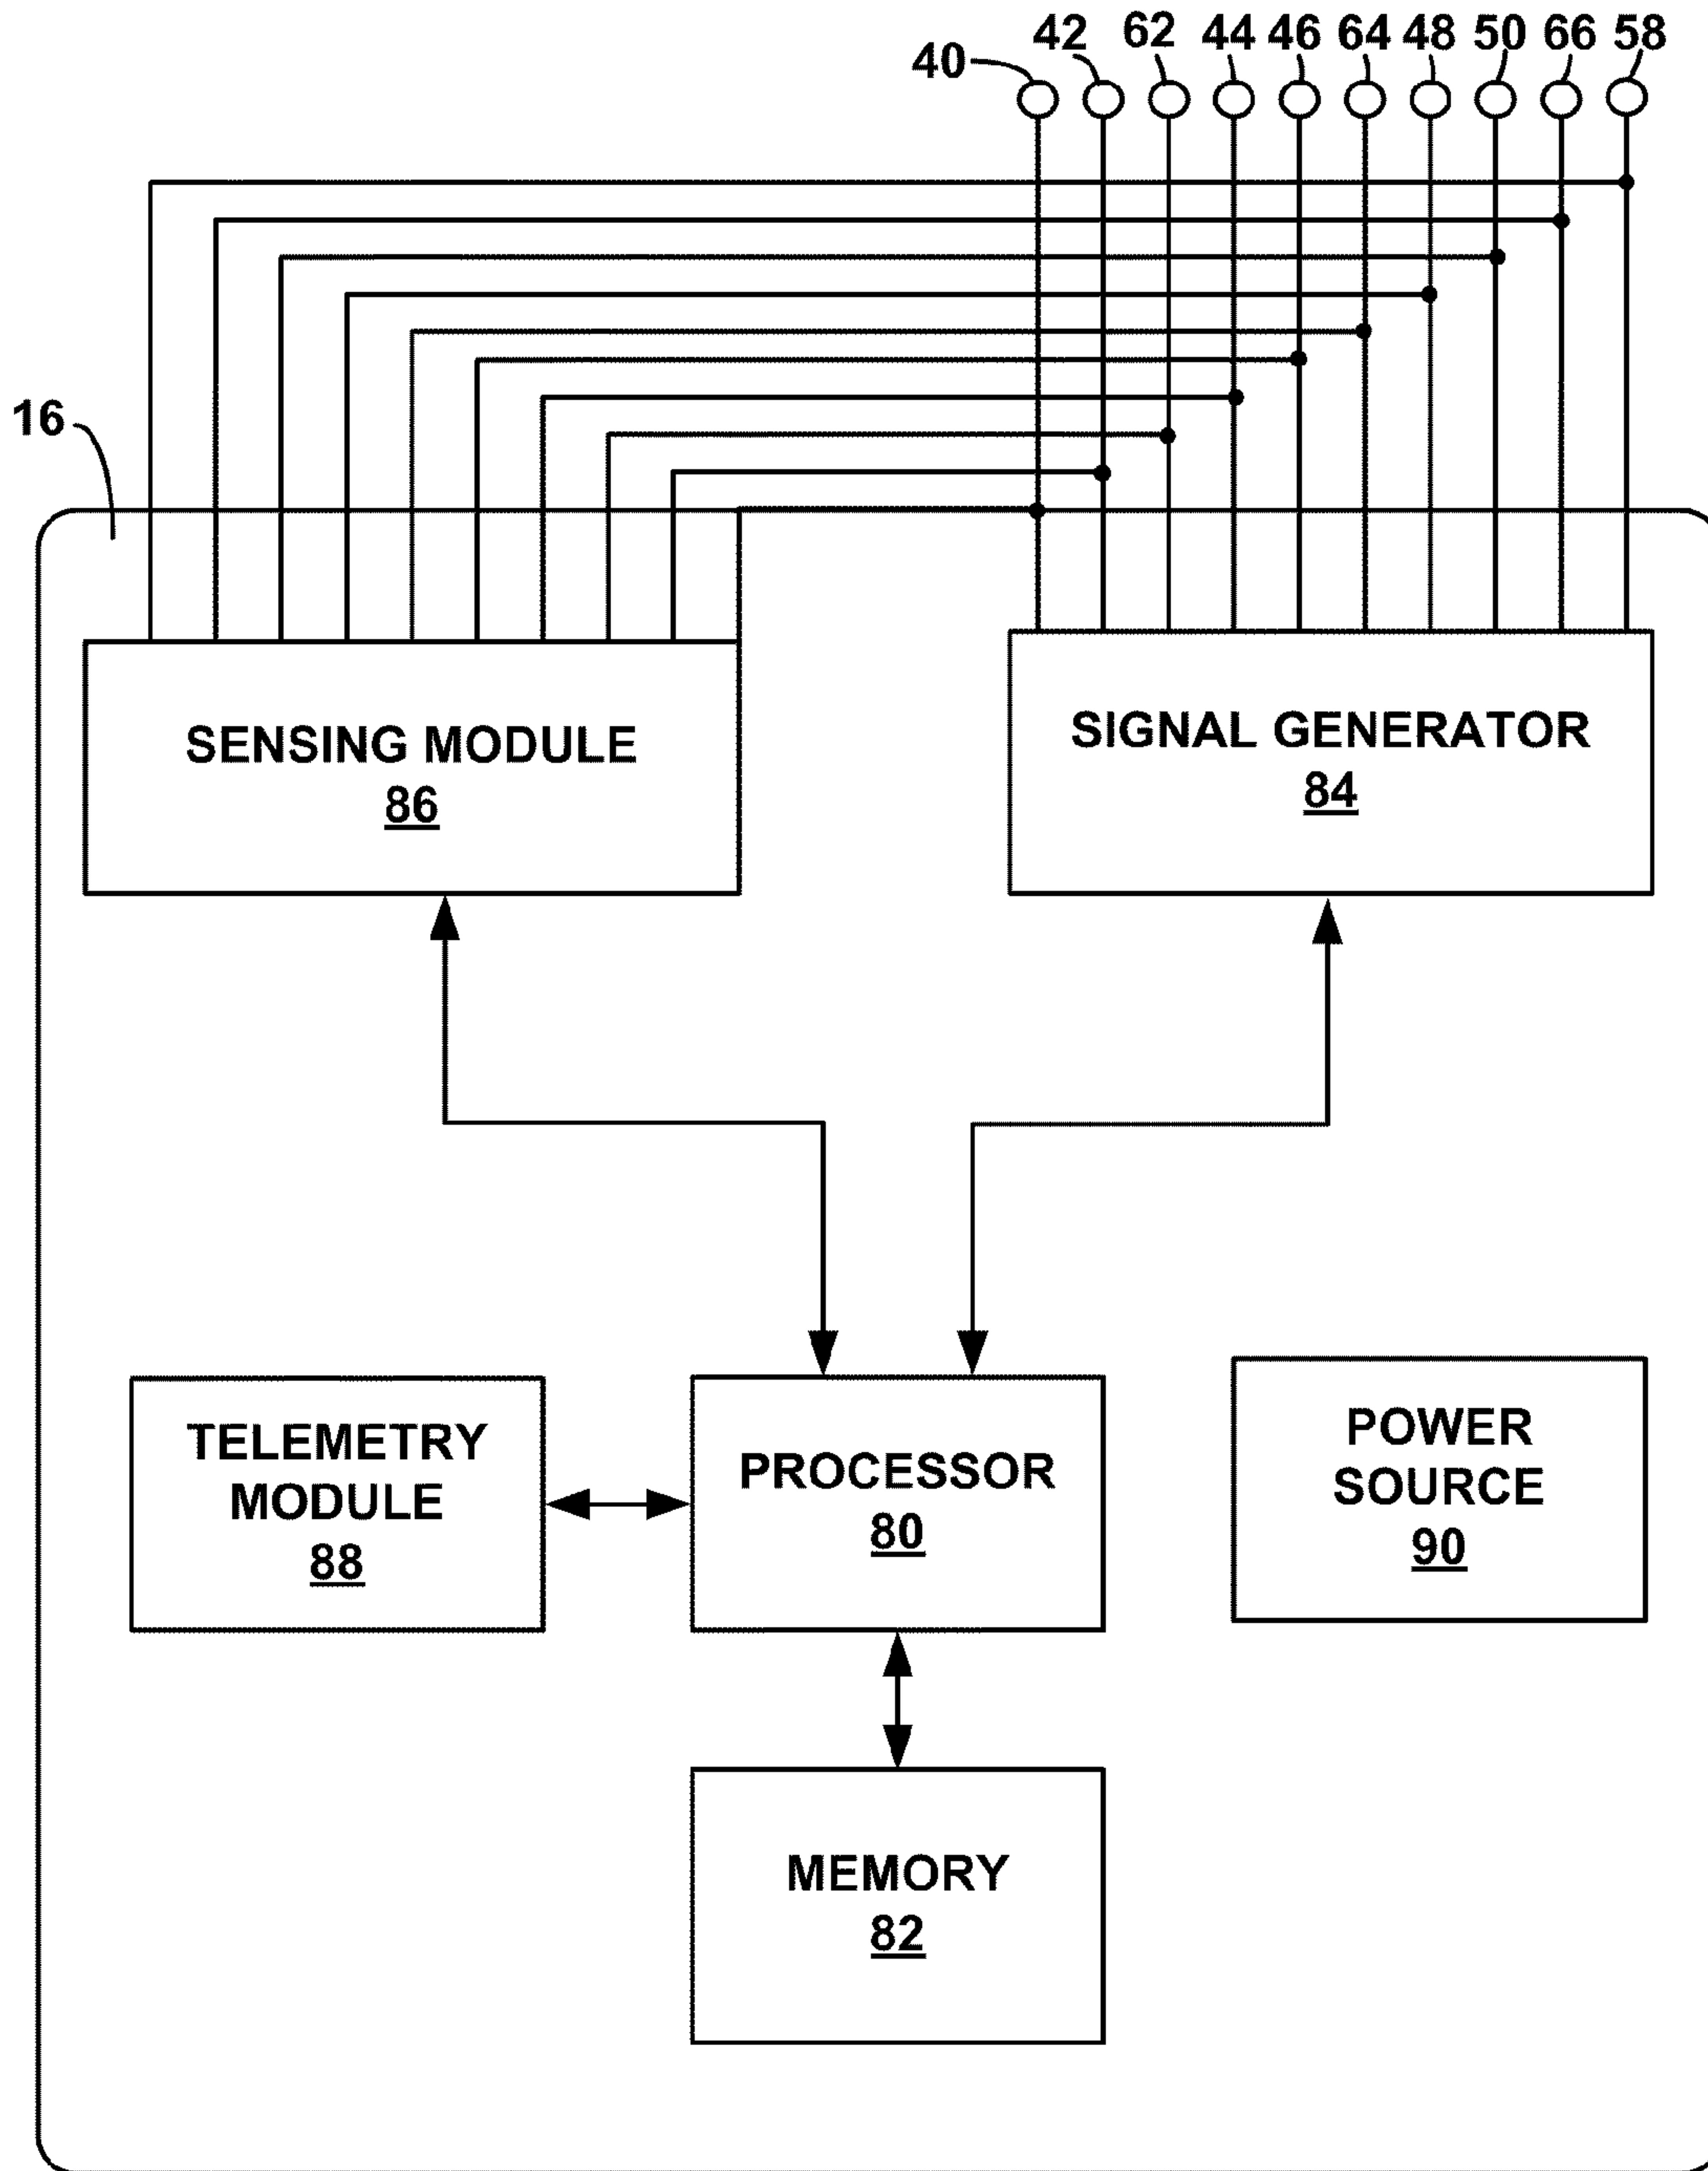 40 42 62 44 46 64 48 50 66 58
16
SENSING MODULE
86
SIGNAL GENERATOR
84
TELEMETRY
MODULE
88
PROCESSOR
80
POWER
SOURCE
90
MEMORY
82